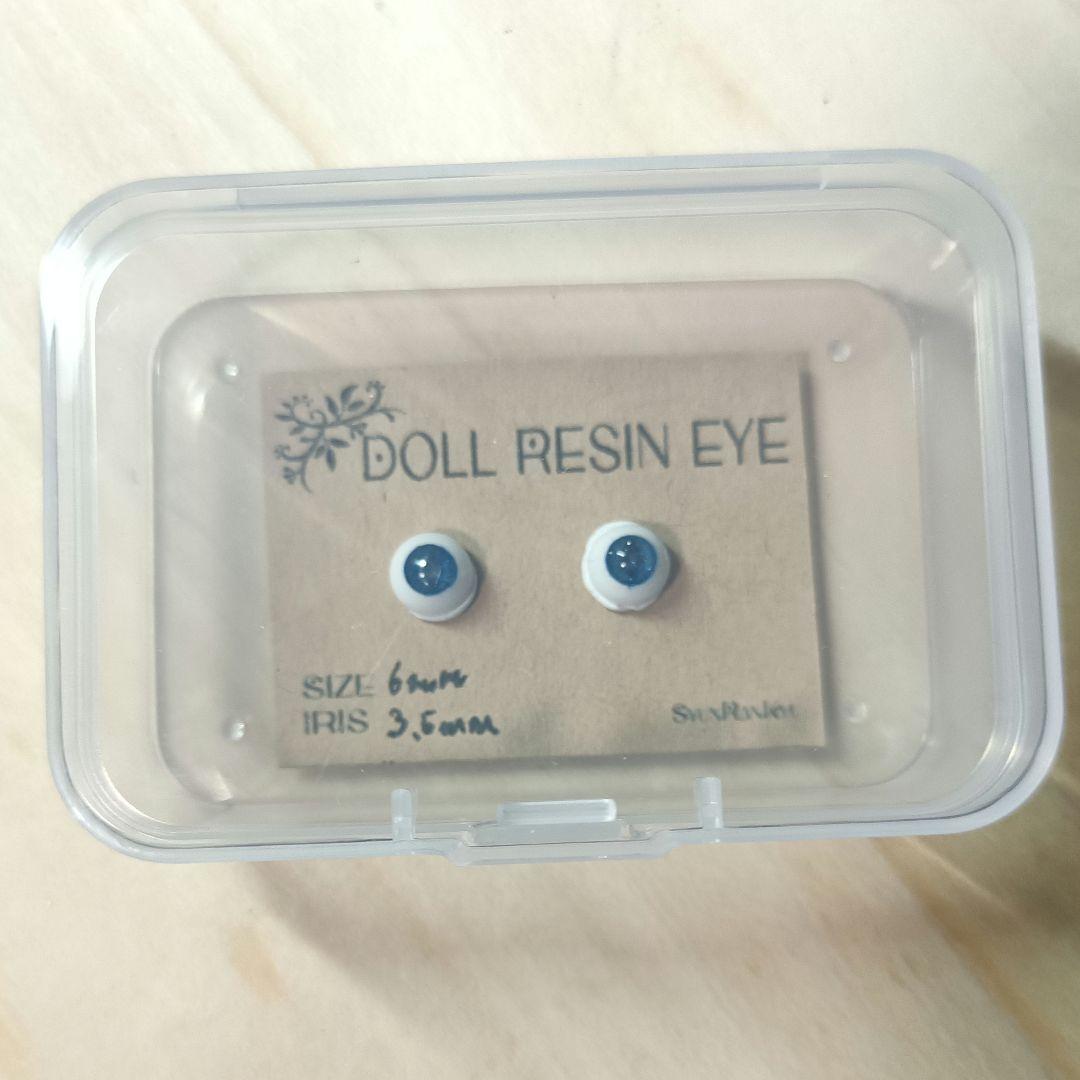 DOLL RESIN EYE
SIZE 6mm
IRIS 3,5mm